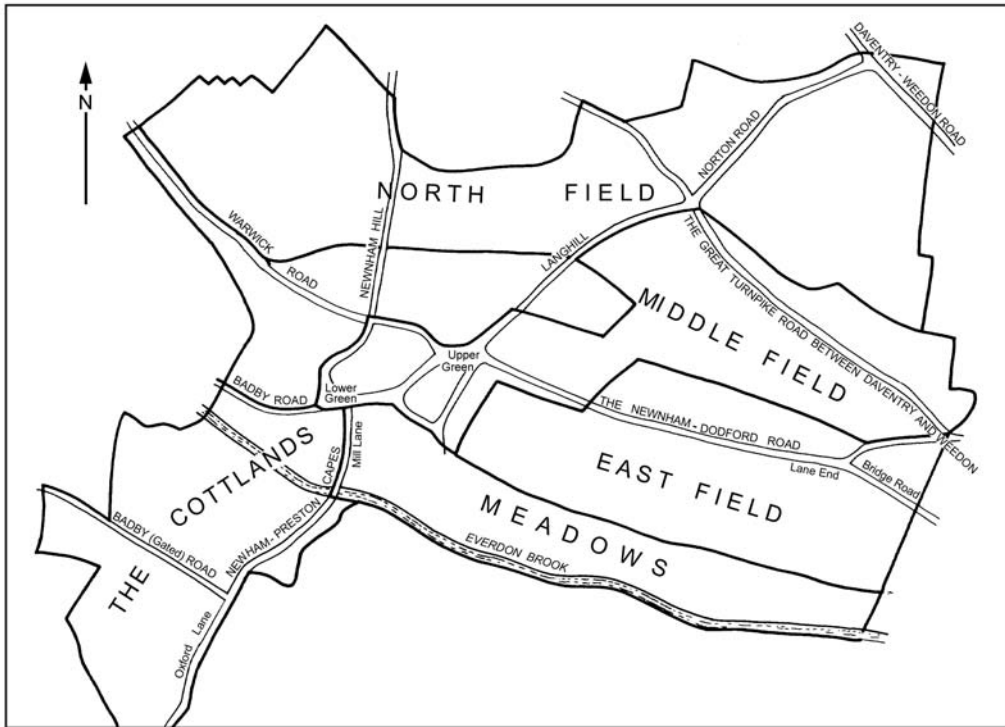 DAVENTRY - WEEDON ROAD
N
NORTON ROAD
NORTH FIELD
WARWICK ROAD
NEWNHAM HILL
LANGHILL
THE GREAT TURNPIKE ROAD BETWEEN DAVENTRY AND WEEDON
MIDDLE FIELD
Upper
Green
Lower
Green
BADBY ROAD
THE NEWNHAM-DODFORD ROAD
Lane End
Bridge Road
EAST FIELD
Mill Lane
CAPES
THE COTTLANDS
MEADOWS
EVERDON BROOK
NEWHAM-PRESTON
BADBY (Gated) ROAD
Oxford Lane